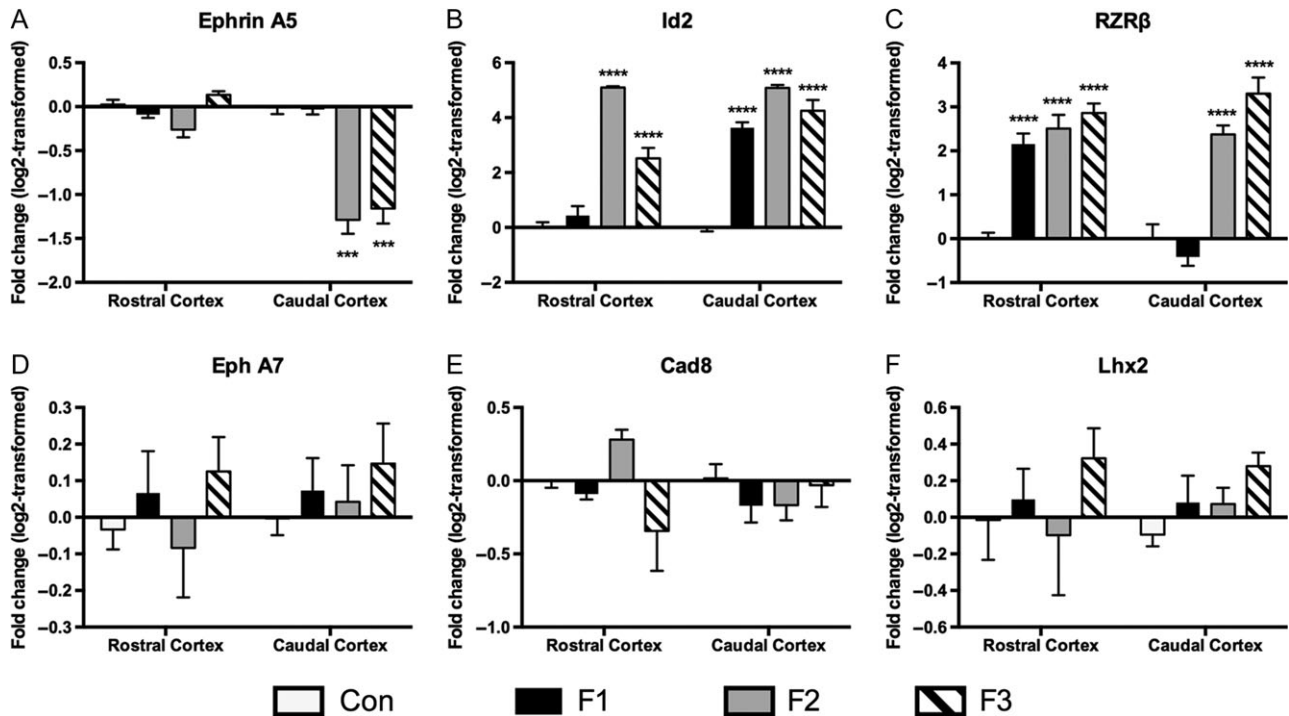 A Ephrin A5
Fold change (log2-transformed)
0.5
0.0
−0.5
−1.0
−1.5
−2.0
*** ***
Rostral Cortex Caudal Cortex
B Id2
Fold change (log2-transformed)
6
4
2
0
−2
**** **** **** **** ****
Rostral Cortex Caudal Cortex
C RZRβ
Fold change (log2-transformed)
4
3
2
1
0
−1
**** **** **** **** ****
Rostral Cortex Caudal Cortex
D Eph A7
Fold change (log2-transformed)
0.3
0.2
0.1
0.0
−0.1
−0.2
−0.3
Rostral Cortex Caudal Cortex
E Cad8
Fold change (log2-transformed)
0.5
0.0
−0.5
−1.0
Rostral Cortex Caudal Cortex
F Lhx2
Fold change (log2-transformed)
0.6
0.4
0.2
0.0
−0.2
−0.4
−0.6
Rostral Cortex Caudal Cortex
Con F1 F2 F3